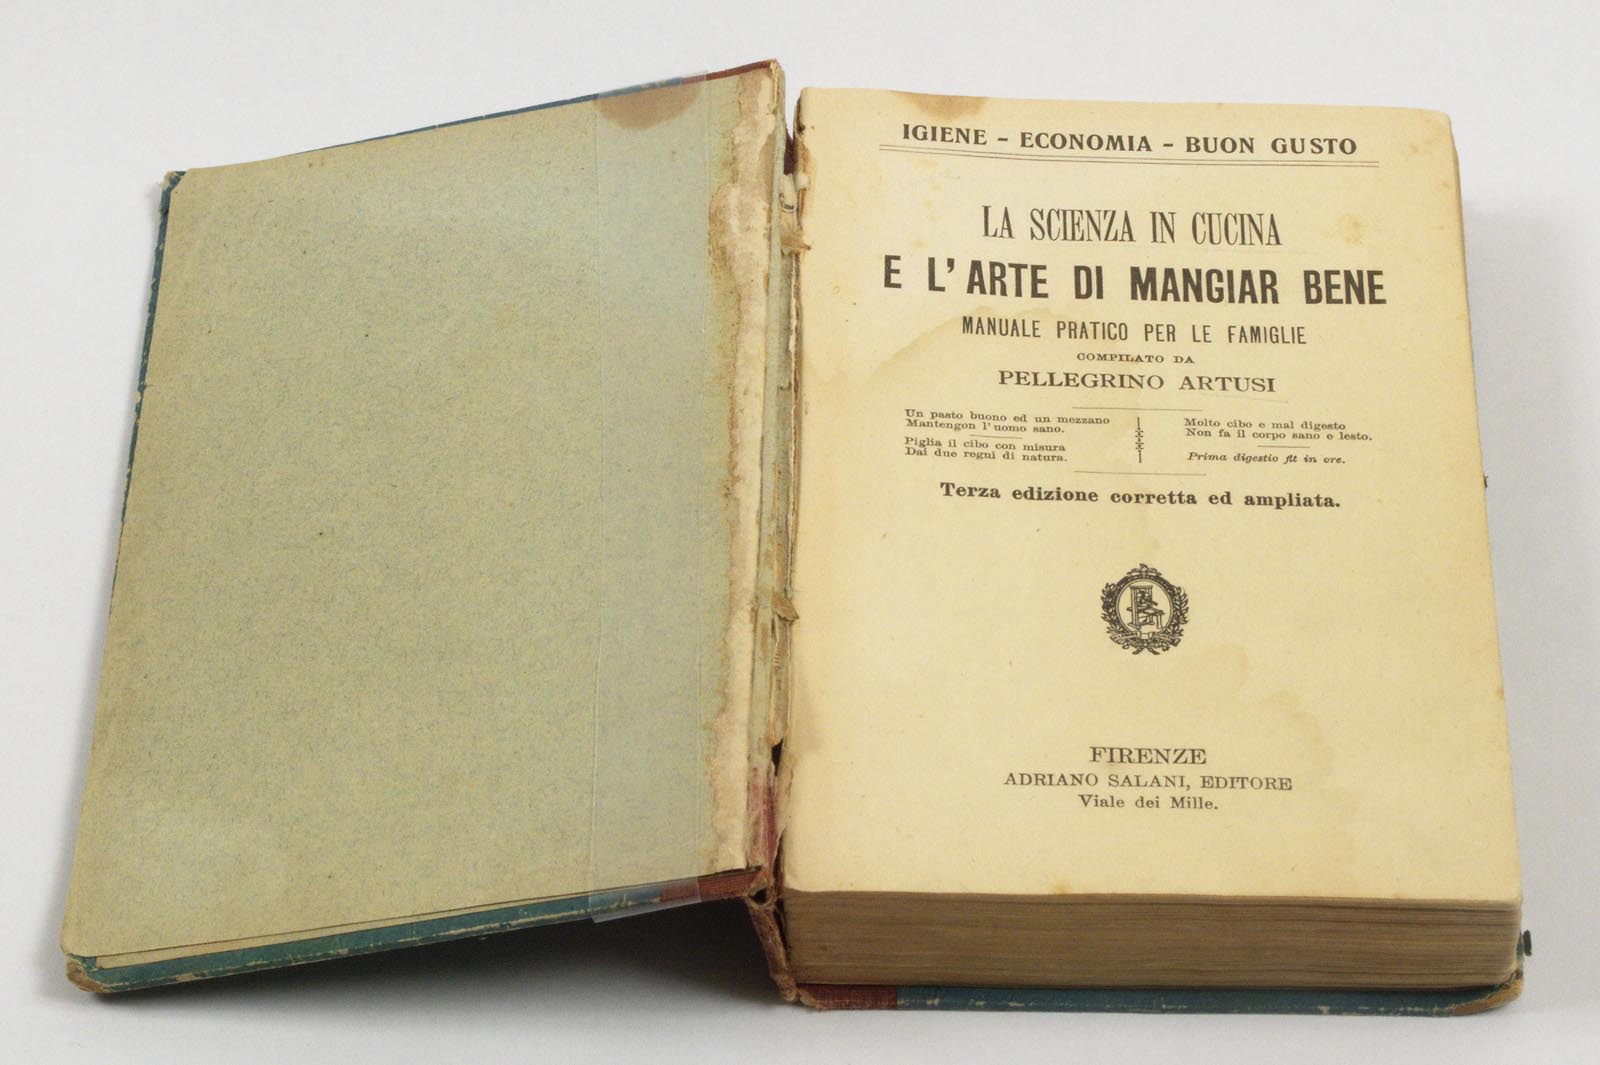 IGIENE - ECONOMIA - BUON GUSTO
LA SCIENZA IN CUCINA
E L'ARTE DI MANGIAR BENE
MANUALE PRATICO PER LE FAMIGLIE
COMPILATO DA
PELLEGRINO ARTUSI
Un pasto buono ed un mezzano
Mantengon l'uomo sano.
Piglia il cibo con misura
Dai due regni di natura.
Molto cibo e mal digesto
Non fa il corpo sano e lesto.
Prima digestio fit in ore.
Terza edizione corretta ed ampliata.
FIRENZE
ADRIANO SALANI, EDITORE
Viale dei Mille.